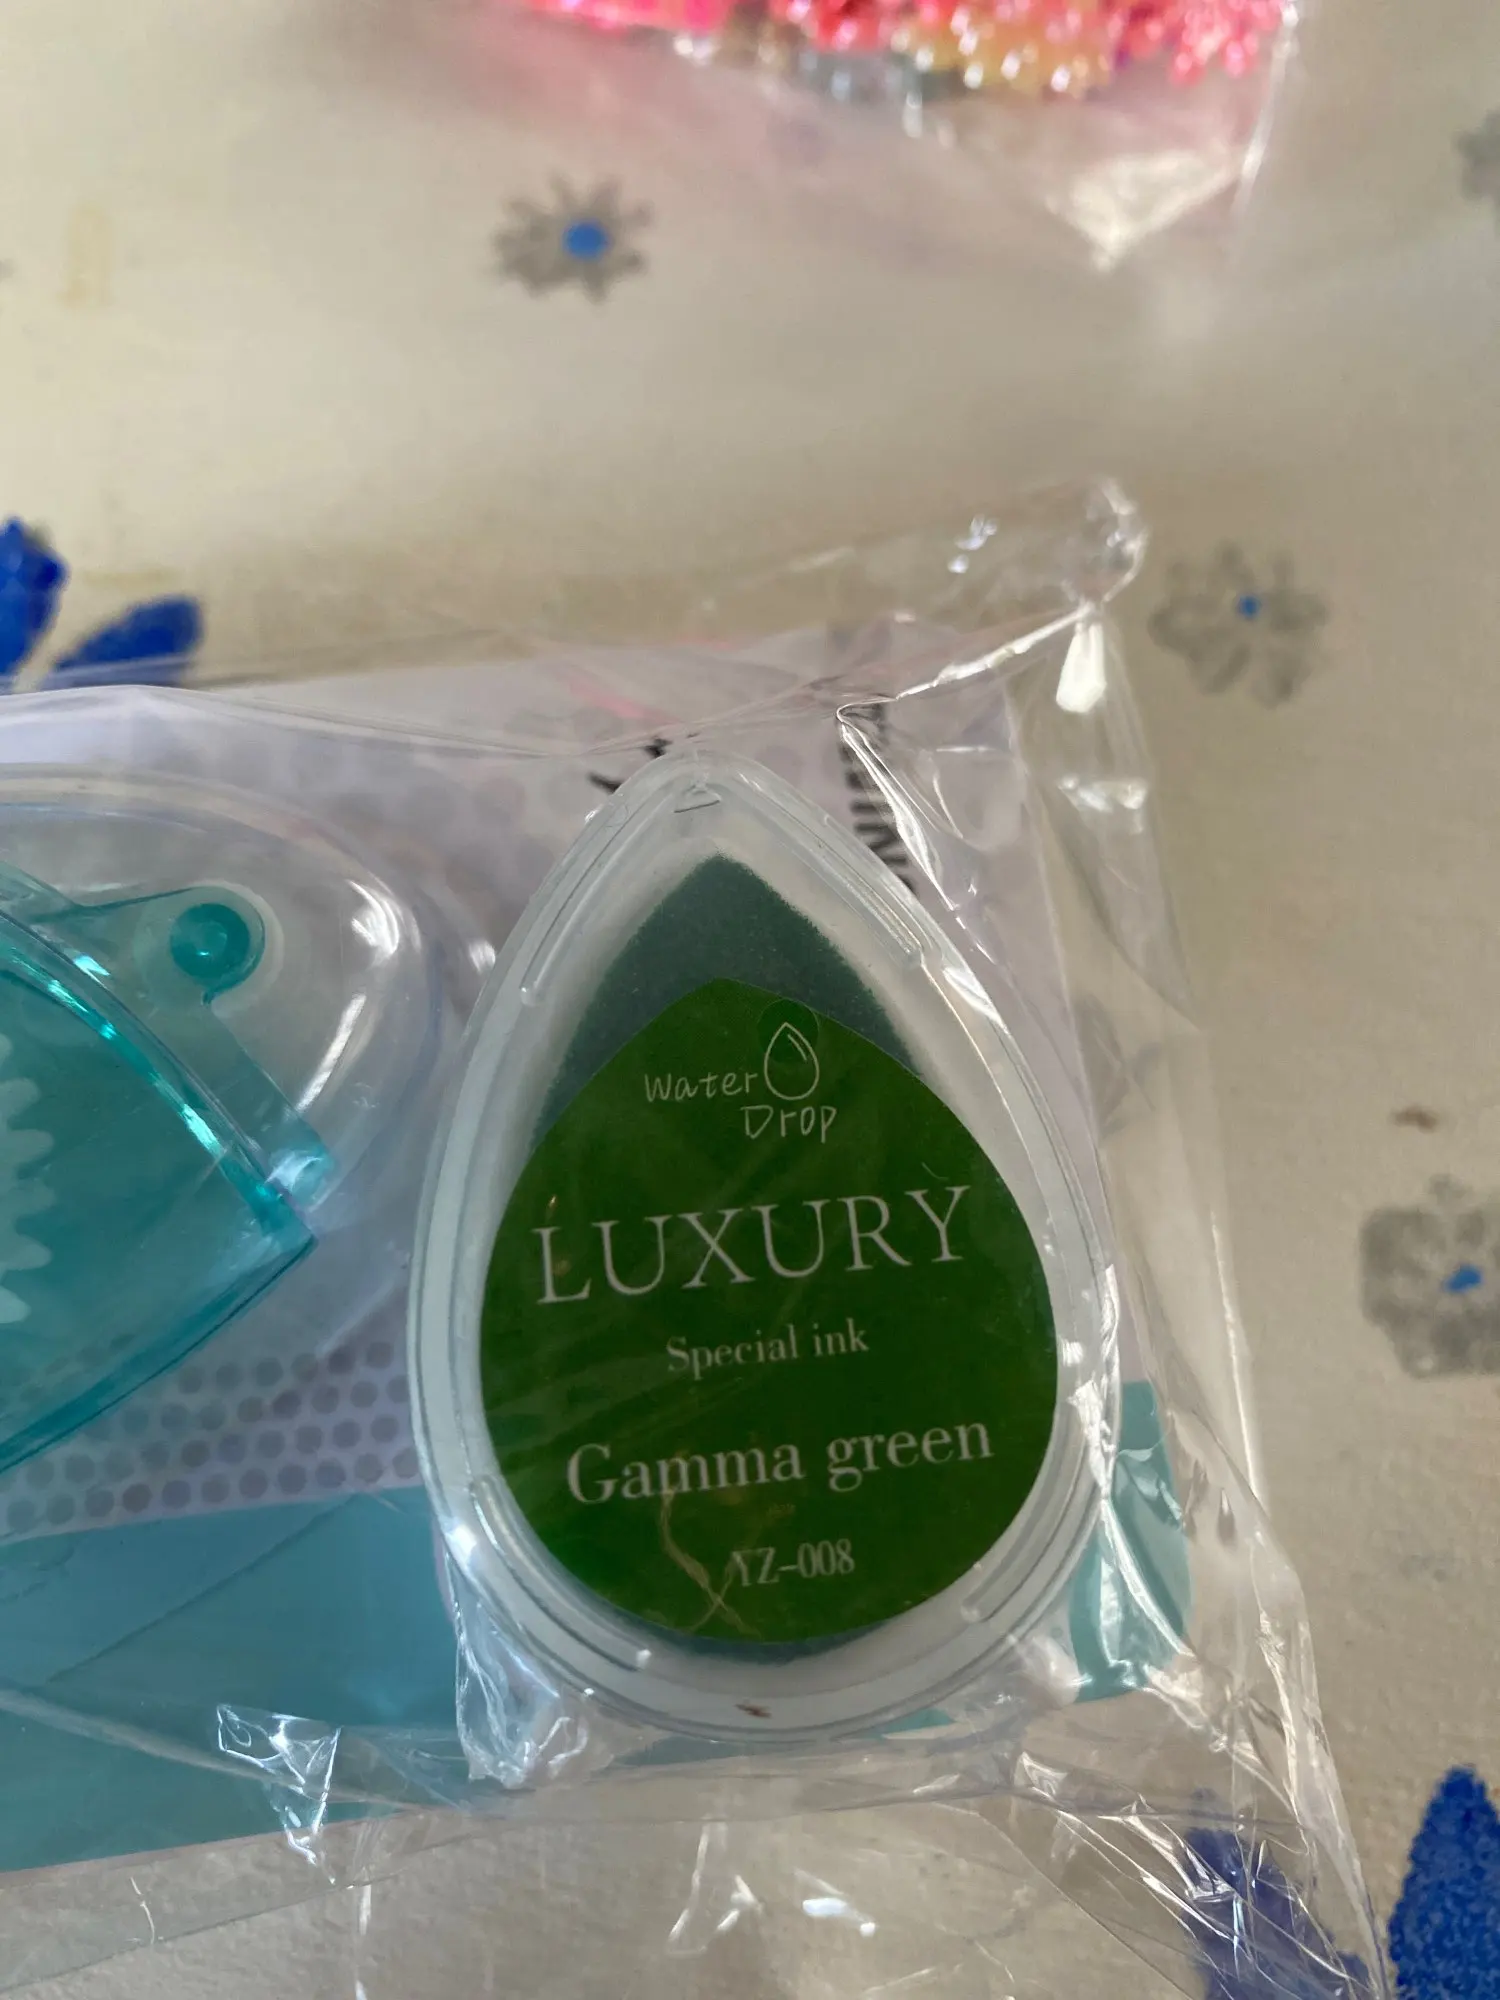 Water
Drop
LUXURY
Special ink
Gamma green
YZ-008